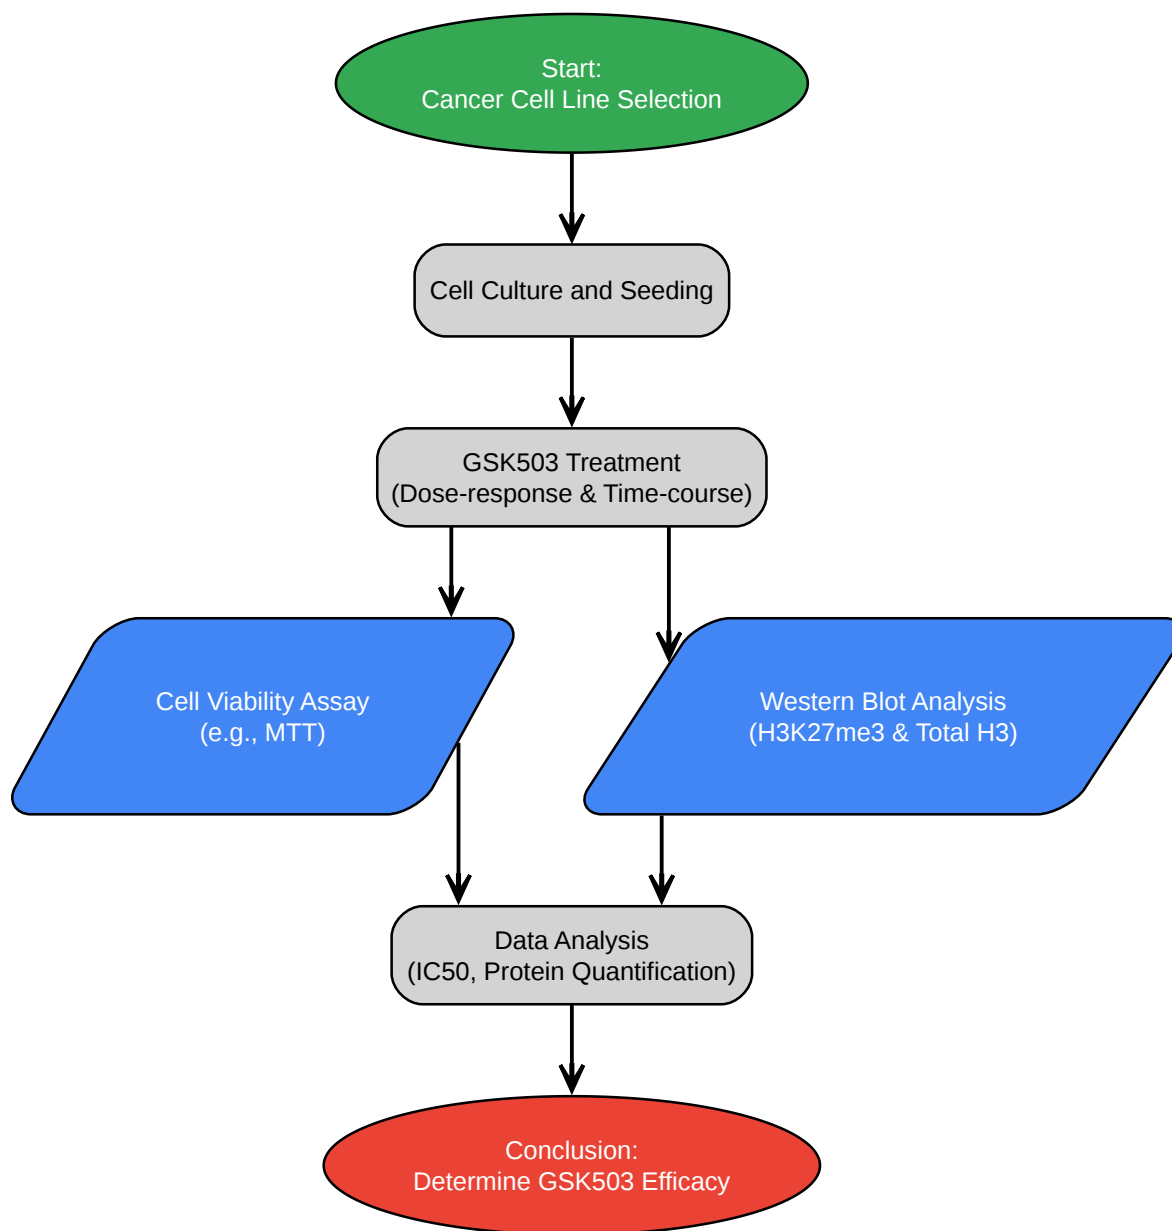 Start:
Cancer Cell Line Selection
Cell Culture and Seeding
GSK503 Treatment
(Dose-response & Time-course)
Cell Viability Assay
(e.g., MTT)
Western Blot Analysis
(H3K27me3 & Total H3)
Data Analysis
(IC50, Protein Quantification)
Conclusion:
Determine GSK503 Efficacy